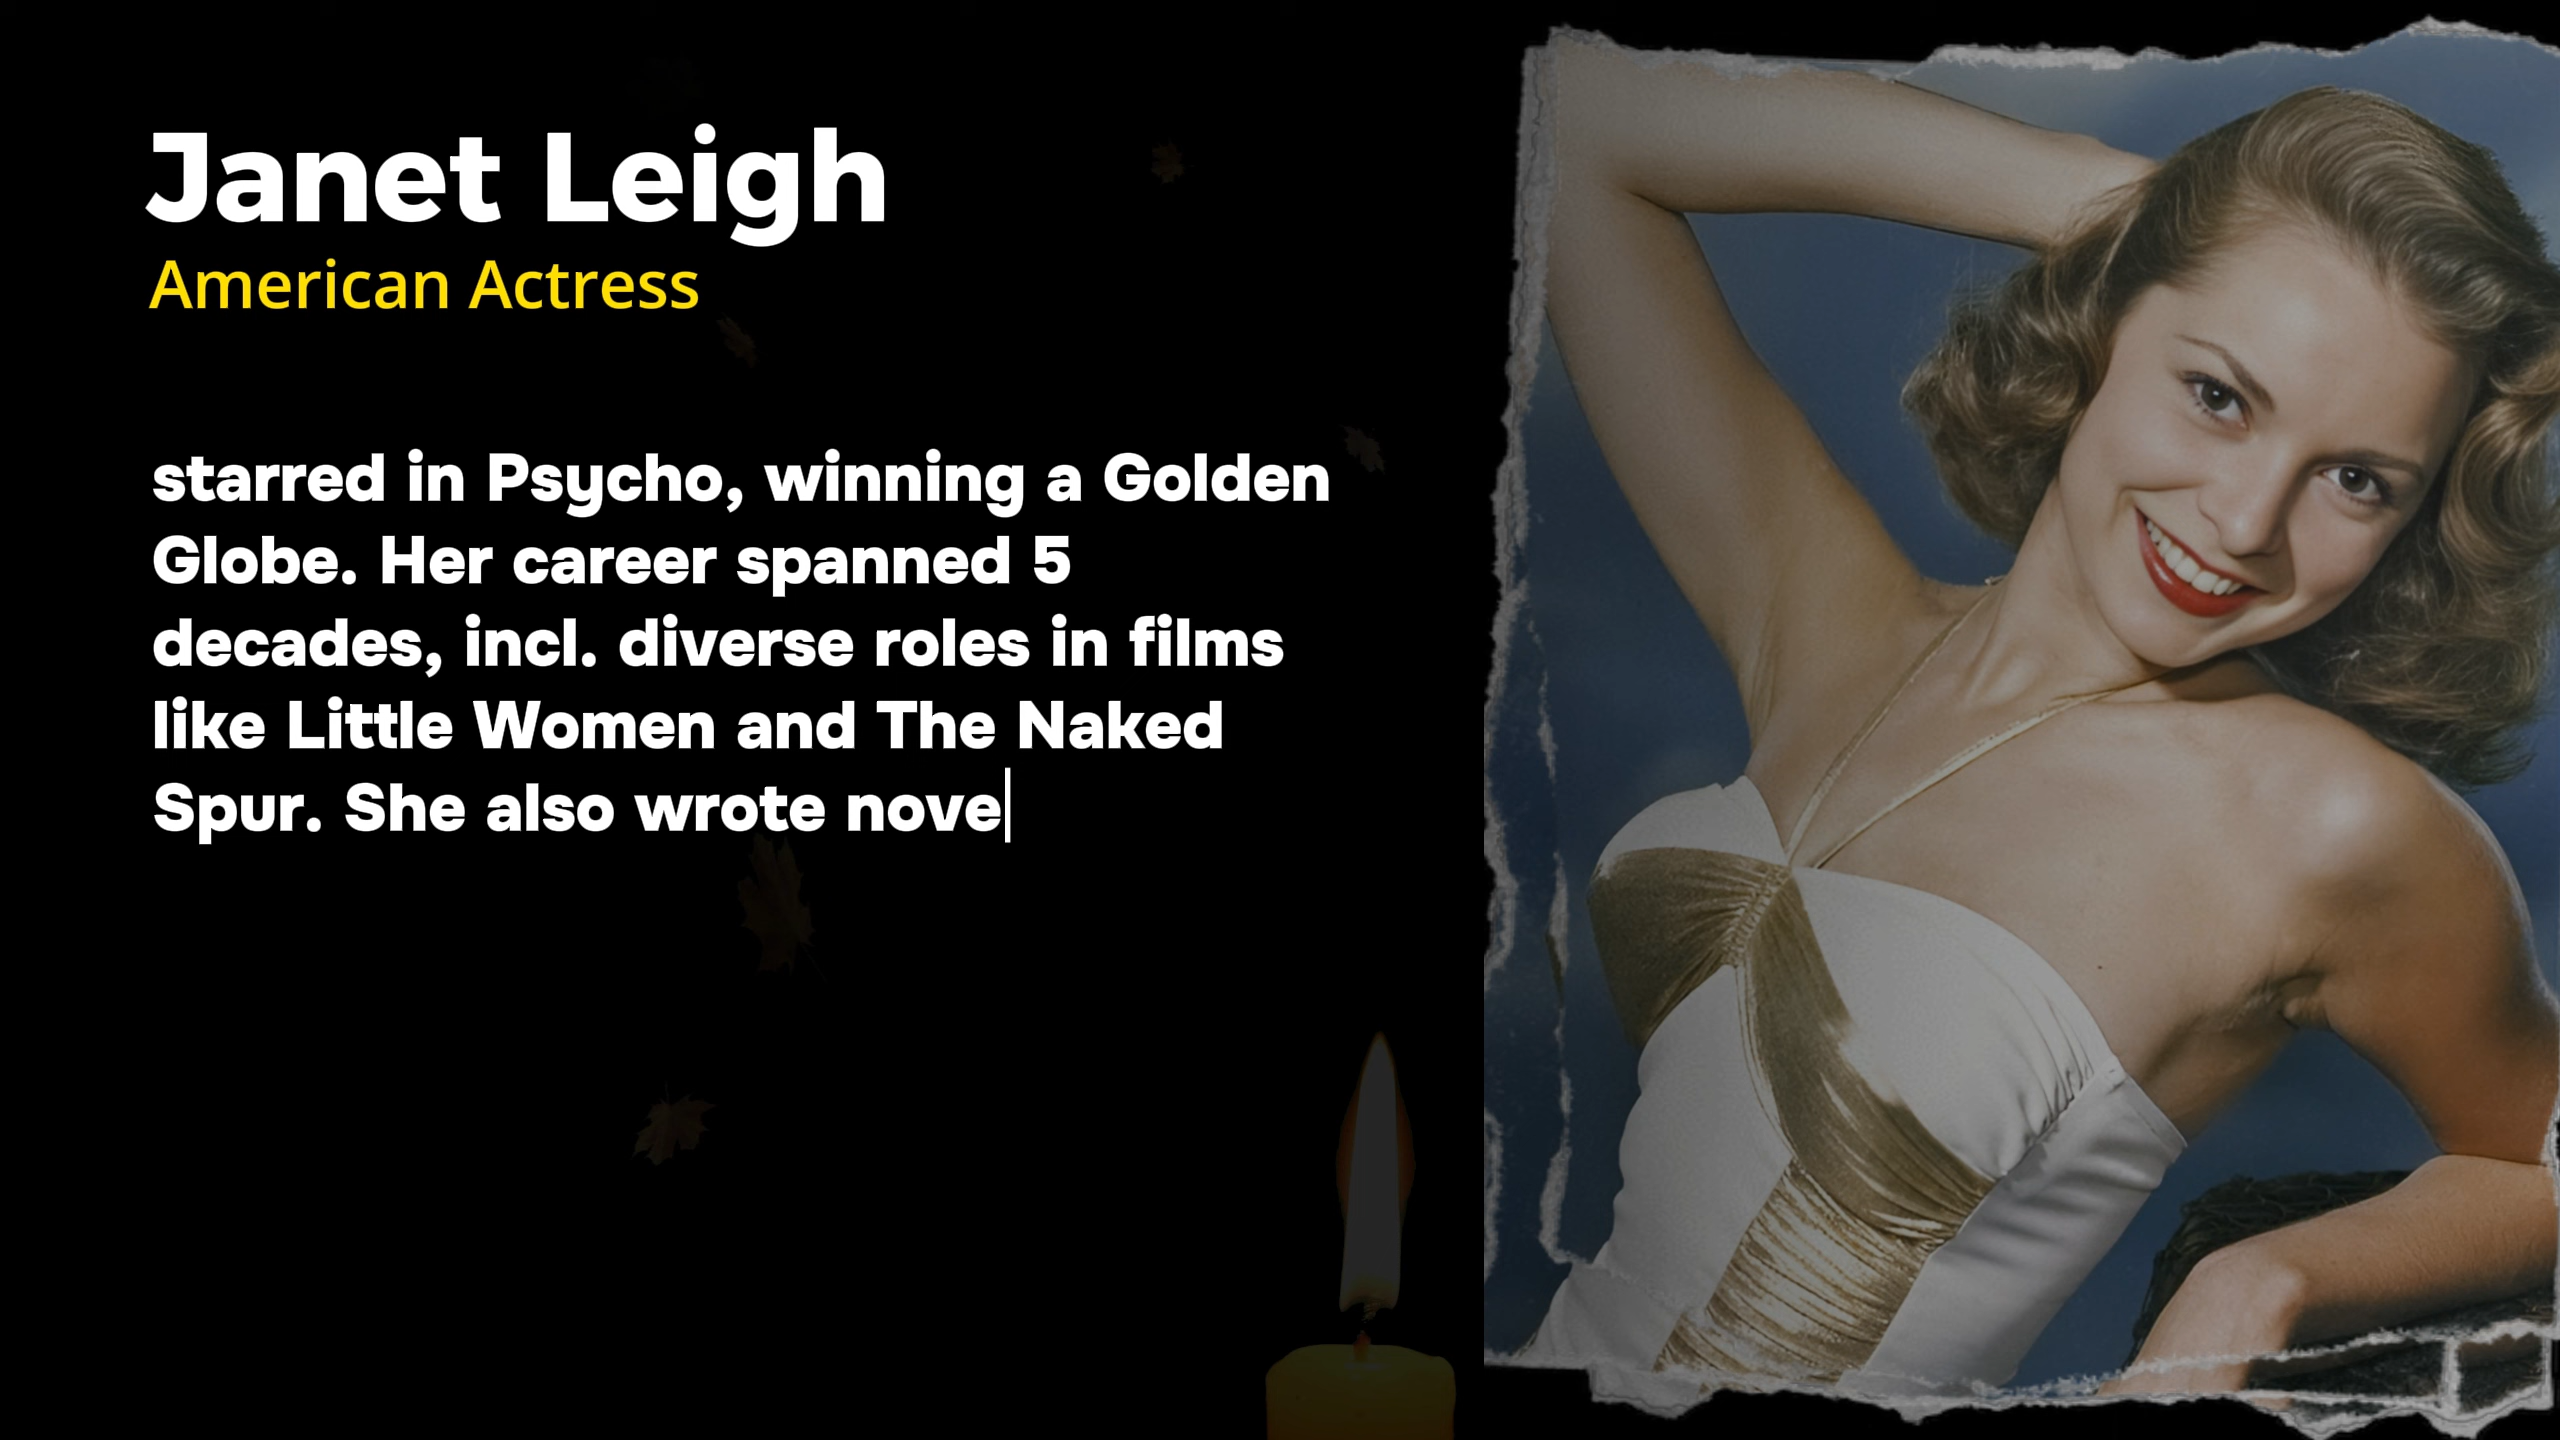 Janet Leigh
American Actress
starred in Psycho, winning a Golden
Globe. Her career spanned 5
decades, incl. diverse roles in films
like Little Women and The Naked
Spur. She also wrote nove